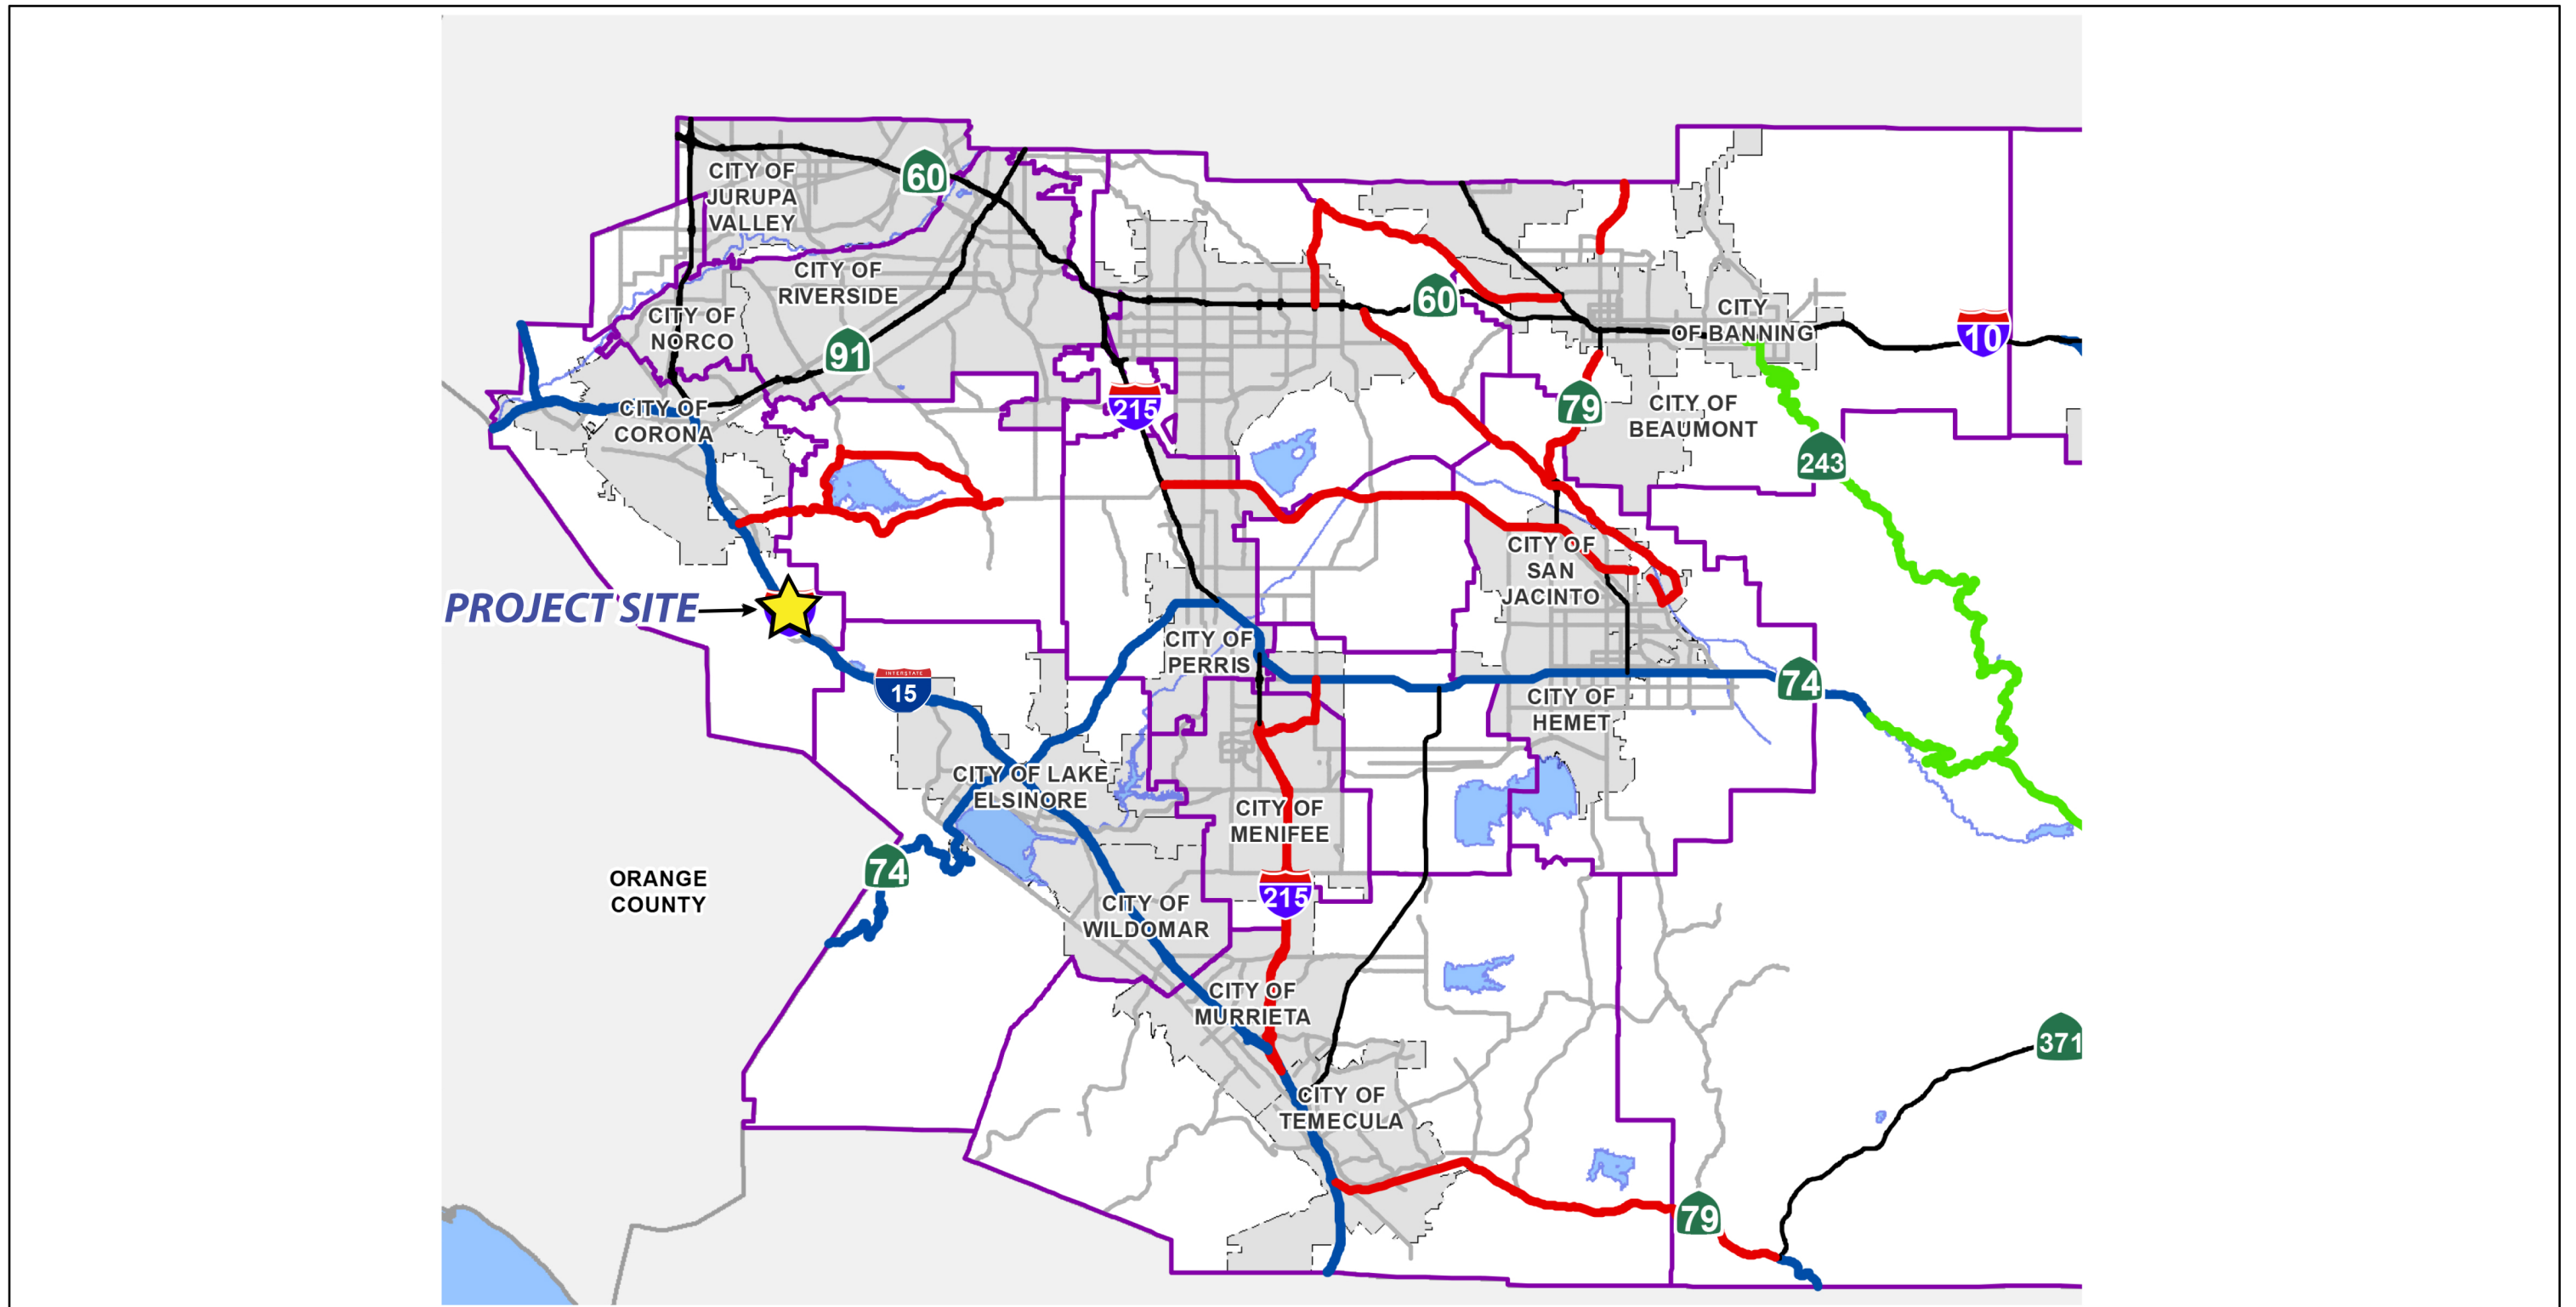 60
CITY OF
JURUPA
VALLEY
CITY OF
RIVERSIDE
CITY OF
NORCO
91
60
CITY
OF BANNING
10
215
79
CITY OF
CORONA
CITY OF
BEAUMONT
243
CITY OF
SAN
JACINTO
PROJECT SITE
CITY OF
PERRIS
INTERSTATE
15
74
CITY OF
HEMET
CITY OF LAKE
ELSINORE
CITY OF
MENIFEE
74
ORANGE
COUNTY
215
CITY OF
WILDOMAR
CITY OF
MURRIETA
371
CITY OF
TEMECULA
79